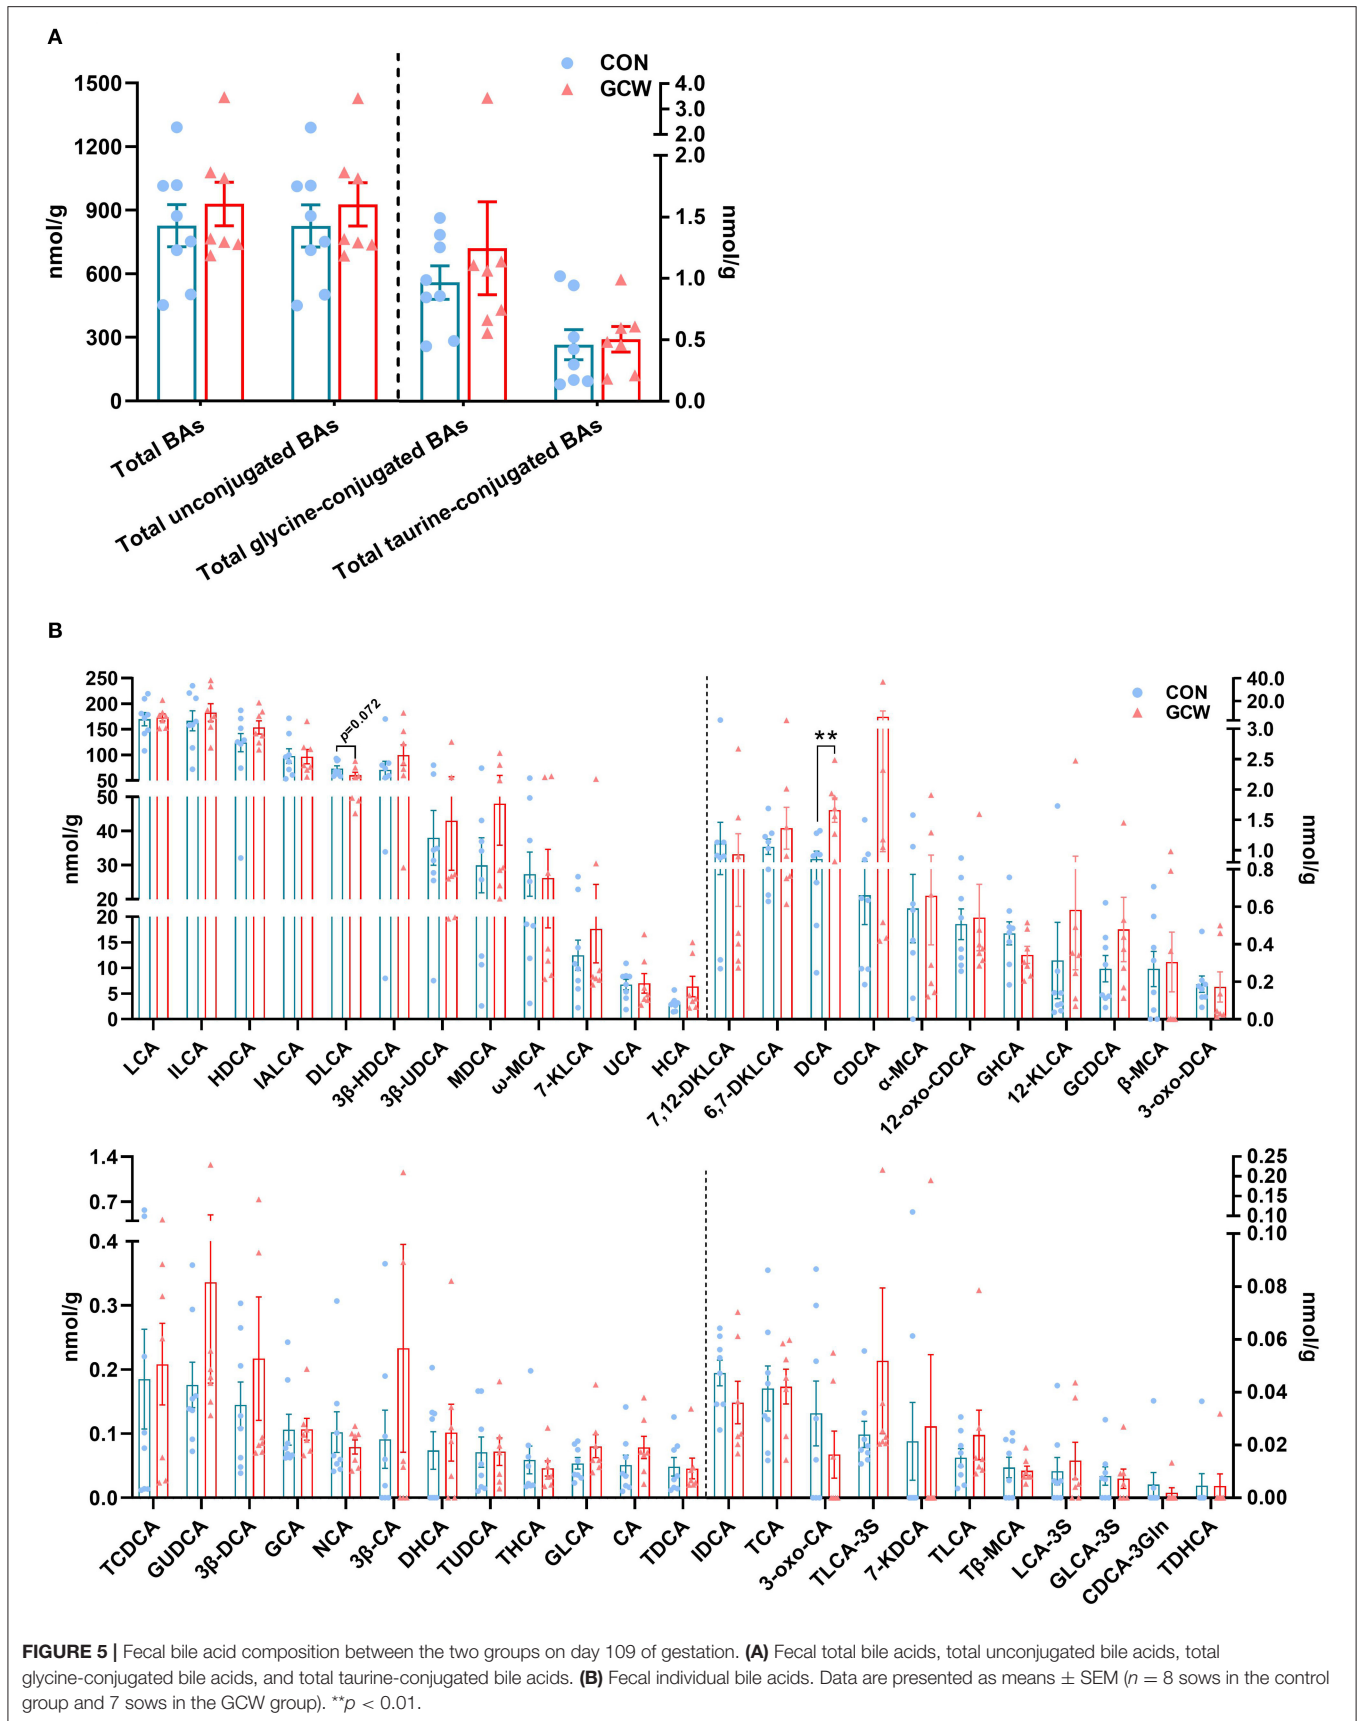 A
CON
GCW
1500
1200
900
600
300
0
nmol/g
4.0
3.0
2.0
2.0
1.5
1.0
0.5
0.0
nmol/g
Total BAs
Total unconjugated BAs
Total glycine-conjugated BAs
Total taurine-conjugated BAs
B
250
200
150
100
50
50
40
30
20
20
15
10
5
0
nmol/g
nmol/g
p=0.072
**
CON
GCW
40.0
20.0
3.0
2.5
2.0
1.5
1.0
0.8
0.6
0.4
0.2
0.0
nmol/g
LCA
ILCA
HDCA
IALCA
DLCA
3β-HDCA
3β-UDCA
MDCA
ω-MCA
7-KLCA
UCA
HCA
7,12-DKLCA
6,7-DKLCA
DCA
CDCA
α-MCA
12-oxo-CDCA
GHCA
12-KLCA
GCDCA
β-MCA
3-oxo-DCA
1.4
0.7
0.4
0.3
0.2
0.1
0.0
nmol/g
0.25
0.20
0.15
0.10
0.10
0.08
0.06
0.04
0.02
0.00
nmol/g
TCDCA
GUDCA
3β-DCA
GCA
NCA
3β-CA
DHCA
TUDCA
THCA
GLCA
CA
TDCA
IDCA
TCA
3-oxo-CA
TLCA-3S
7-KDCA
TLCA
Tβ-MCA
LCA-3S
GLCA-3S
CDCA-3Gln
TDHCA
FIGURE 5 | Fecal bile acid composition between the two groups on day 109 of gestation. (A) Fecal total bile acids, total unconjugated bile acids, total
glycine-conjugated bile acids, and total taurine-conjugated bile acids. (B) Fecal individual bile acids. Data are presented as means ± SEM (n = 8 sows in the control
group and 7 sows in the GCW group). **p < 0.01.